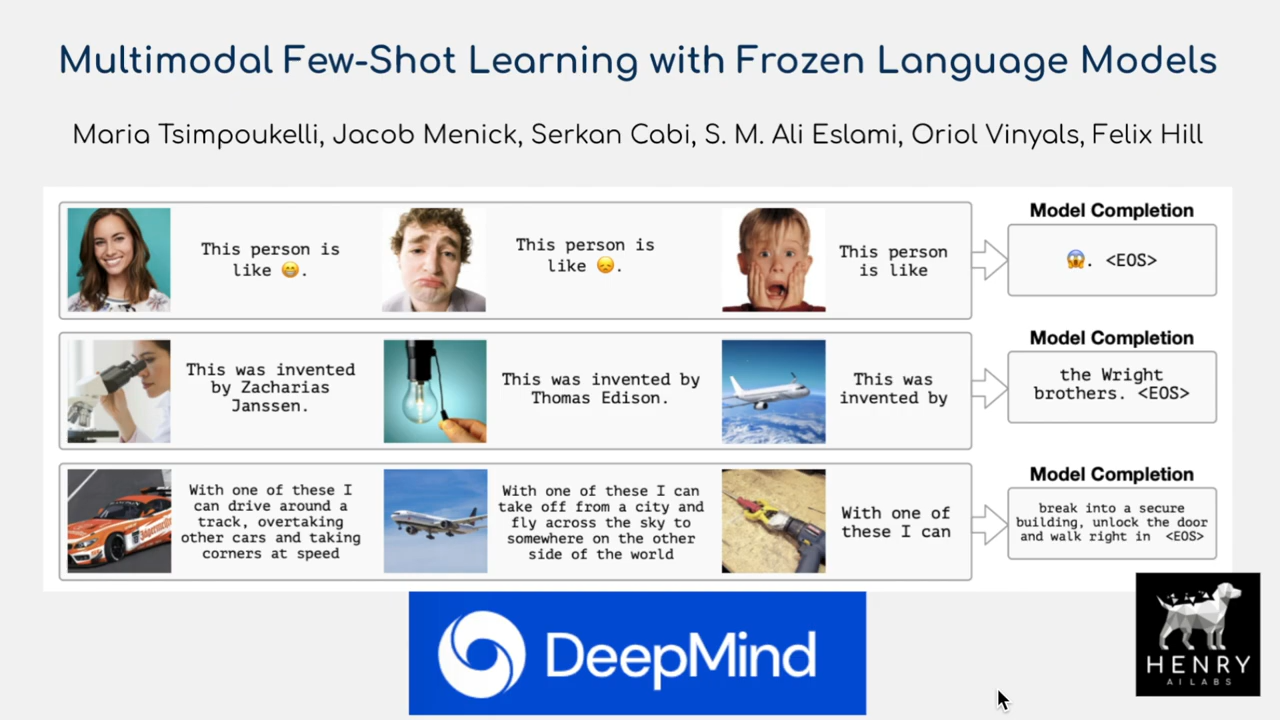 Multimodal Few-Shot Learning with Frozen Language Models
Maria Tsimpoukelli, Jacob Menick, Serkan Cabi, S. M. Ali Eslami, Oriol Vinyals, Felix Hill
This person is
like 😁.
This person is
like 😞.
This person
is like
Model Completion
😱. <EOS>
This was invented
by Zacharias
Janssen.
This was invented by
Thomas Edison.
This was
invented by
Model Completion
the Wright
brothers. <EOS>
With one of these I
can drive around a
track, overtaking
other cars and taking
corners at speed
With one of these I can
take off from a city and
fly across the sky to
somewhere on the other
side of the world
With one of
these I can
Model Completion
break into a secure
building, unlock the door
and walk right in <EOS>
DeepMind
HENRY
AI LABS